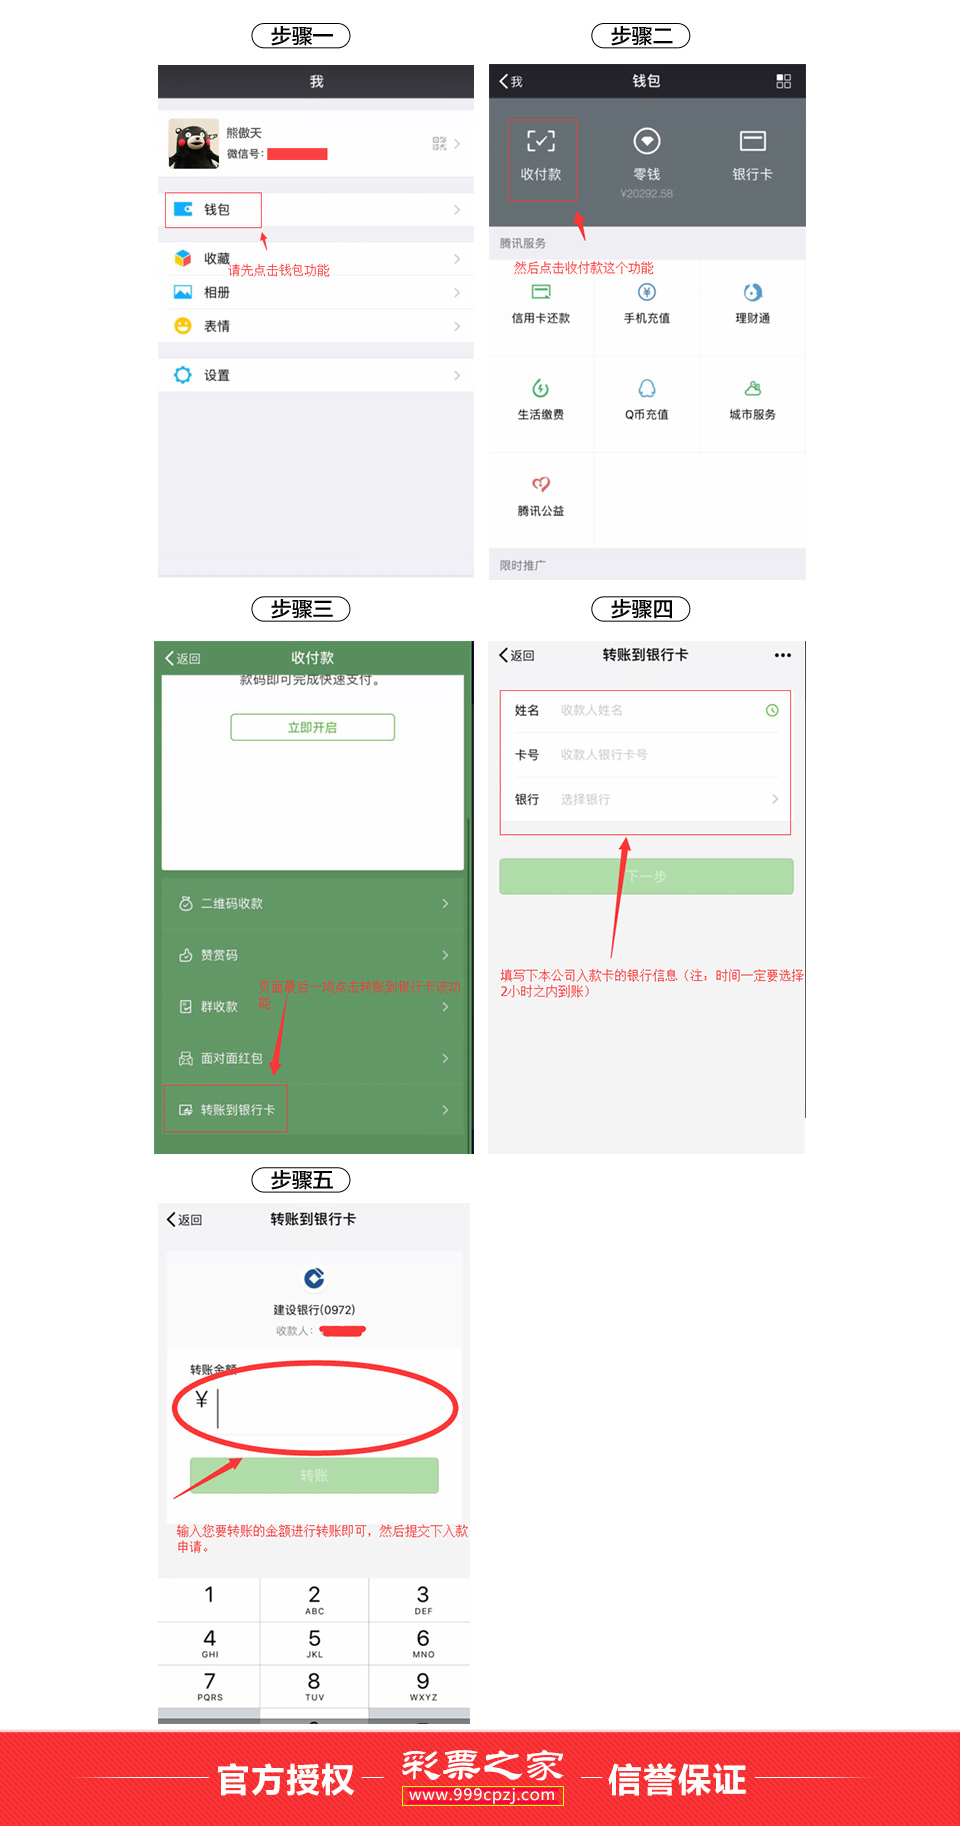 步骤一
我
熊傲天
微信号：
钱包
收藏
请先点击钱包功能
相册
表情
设置
步骤二
我
钱包
收付款
零钱
¥20292.58
银行卡
腾讯服务
然后点击收付款这个功能
信用卡还款
手机充值
理财通
生活缴费
Q币充值
城市服务
腾讯公益
限时推广
步骤三
返回
收付款
款码即可完成快速支付。
立即开启
二维码收款
赞赏码
页面最后一项点击转账到银行卡该功
能
群收款
面对面红包
转账到银行卡
步骤四
返回
转账到银行卡
姓名
收款人姓名
卡号
收款人银行卡号
银行
选择银行
下一步
填写下本公司入款卡的银行信息（注：时间一定要选择
2小时之内到账）
步骤五
返回
转账到银行卡
建设银行(0972)
收款人：
转账金额
¥
转账
输入您要转账的金额进行转账即可，然后提交下入款
申请。
1
2
ABC
3
DEF
4
GHI
5
JKL
6
MNO
7
PQRS
8
TUV
9
WXYZ
官方授权
彩票之家
www.999cpzj.com
信誉保证